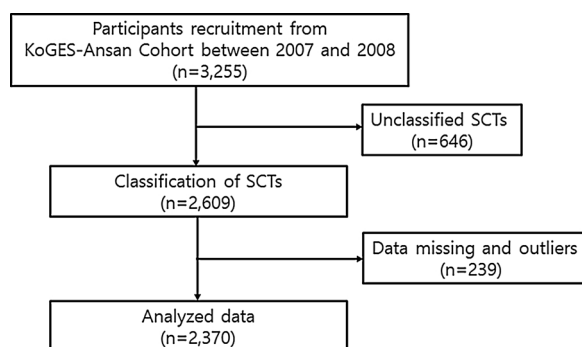 Participants recruitment from
KoGES-Ansan Cohort between 2007 and 2008
(n=3,255)
Unclassified SCTs
(n=646)
Classification of SCTs
(n=2,609)
Data missing and outliers
(n=239)
Analyzed data
(n=2,370)